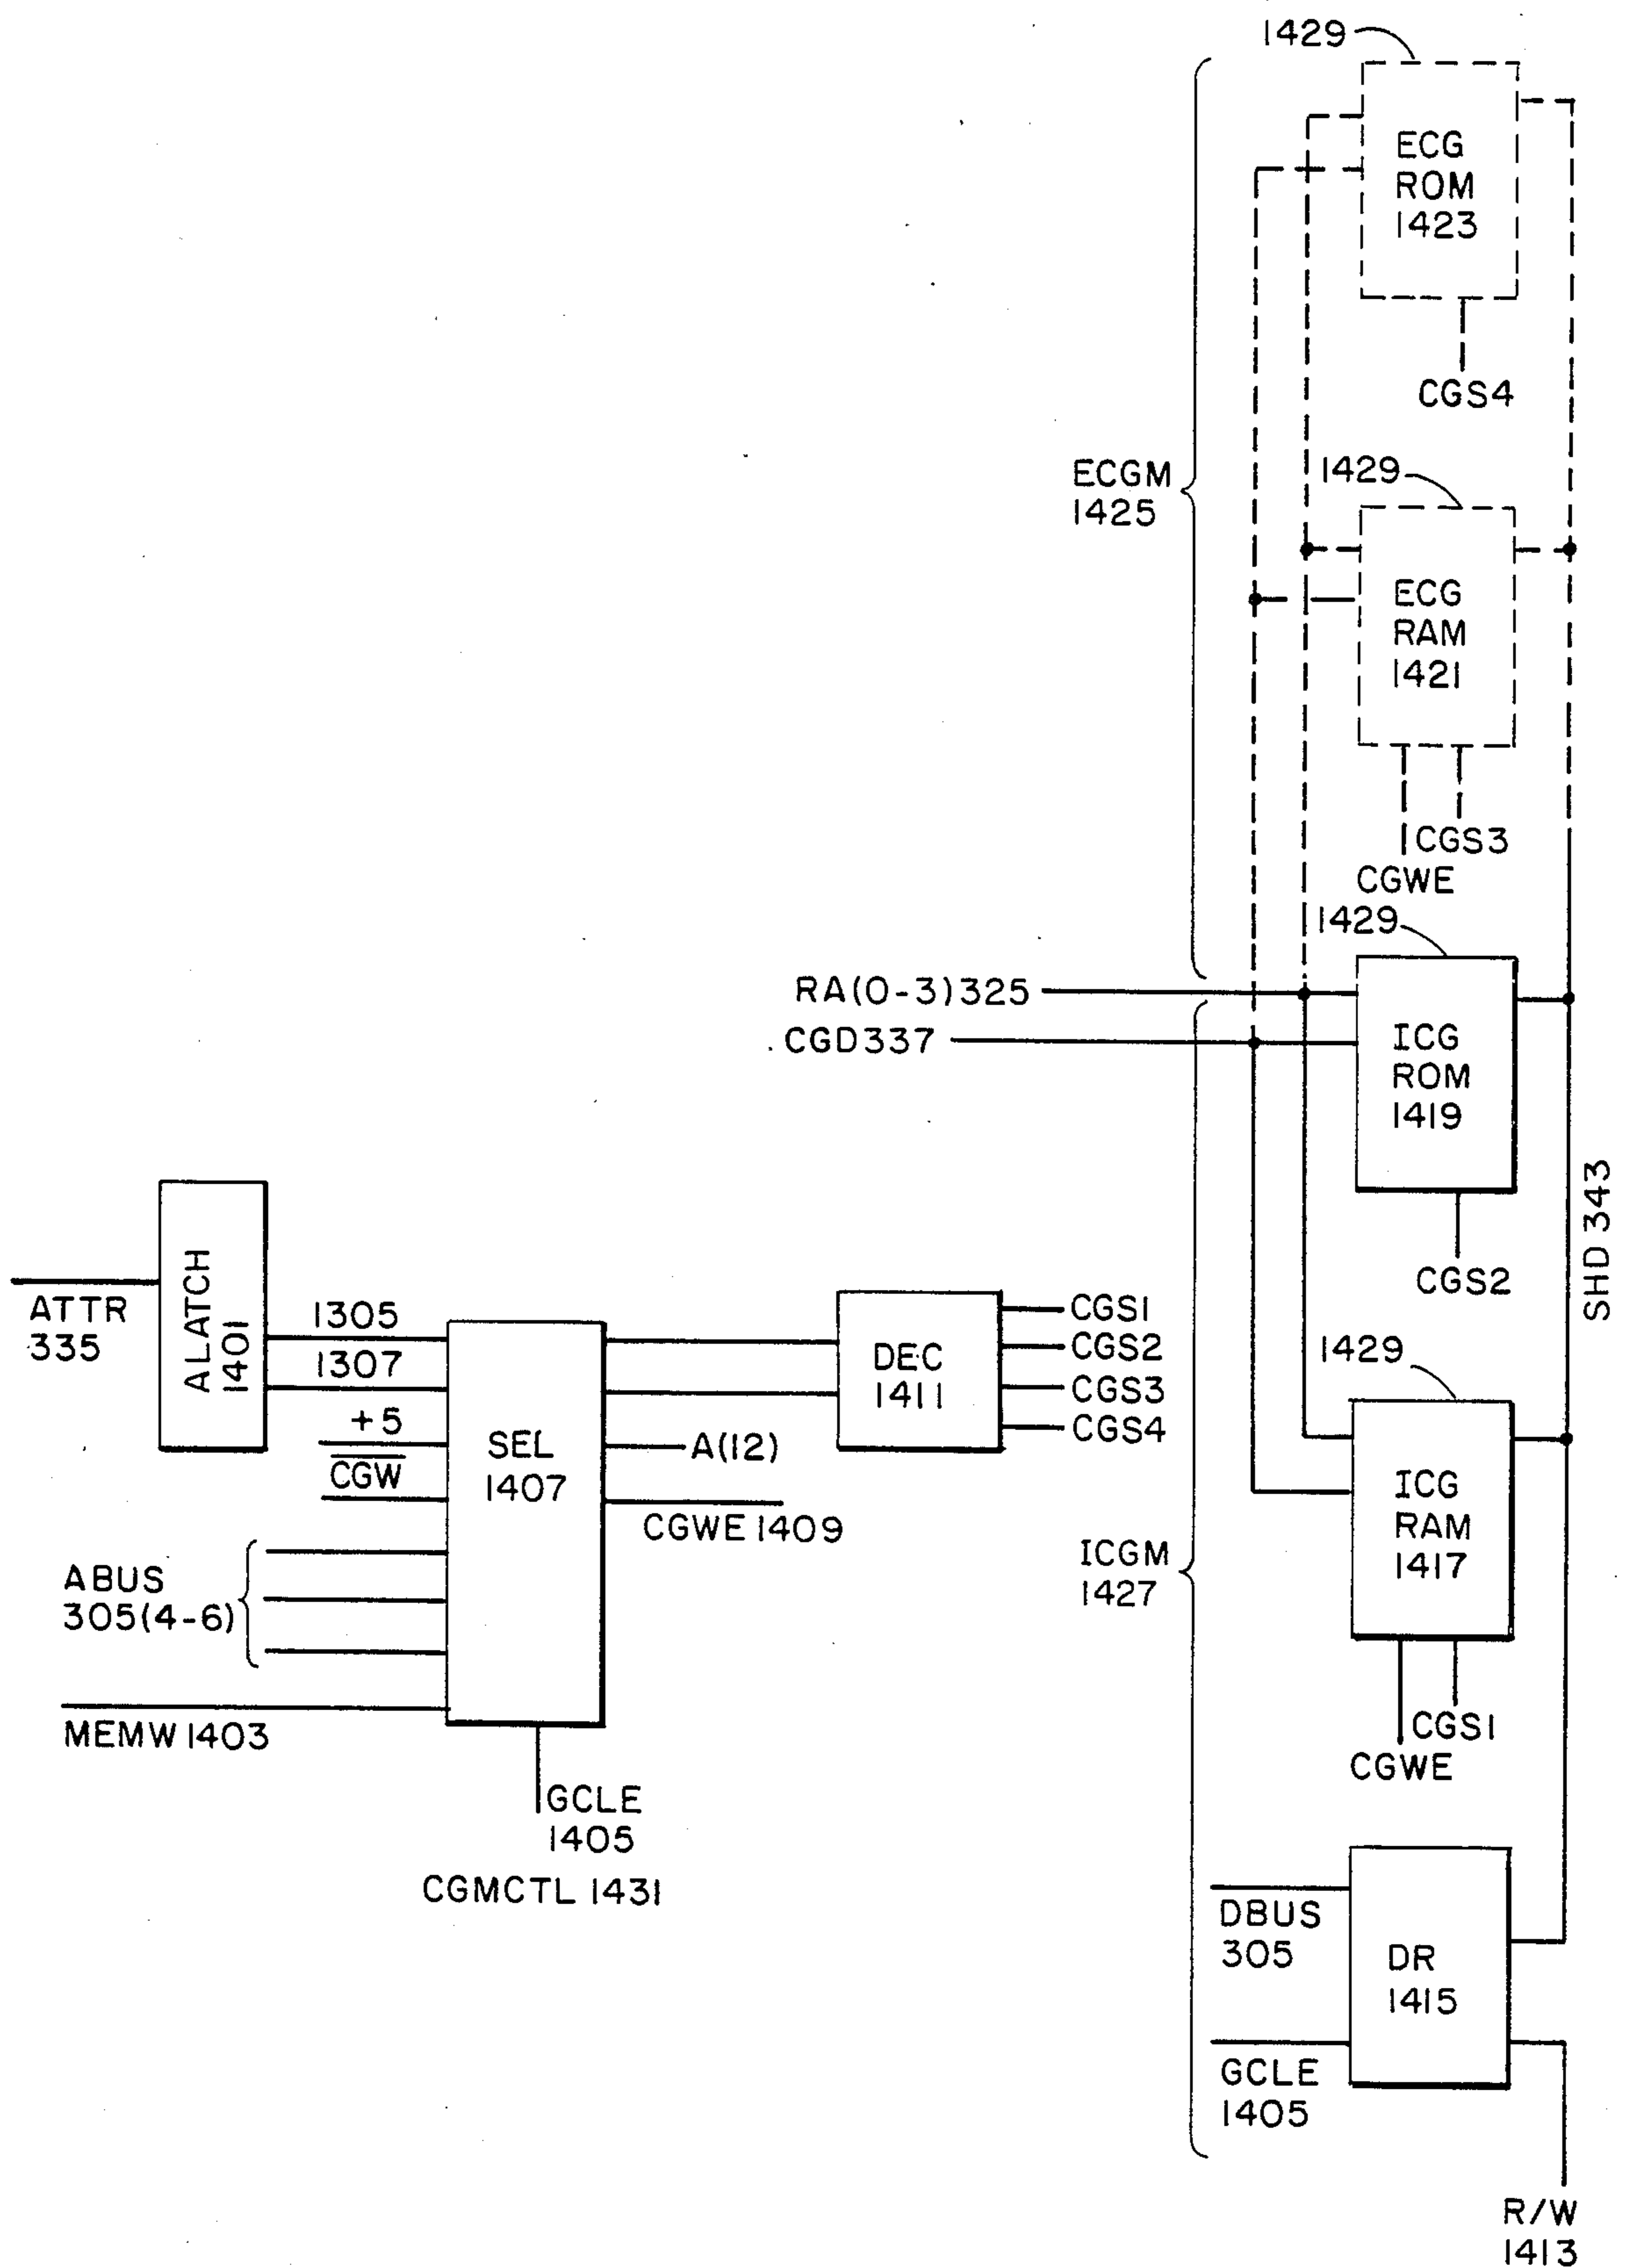 1429
ECG
ROM
1423
CGS4
1429
ECGM
1425
ECG
RAM
1421
CGS3
CGWE
1429
RA(0-3)325
CGD337
ICG
ROM
1419
SHD 343
CGS2
ATTR
335
ALATCH
1401
1305
1307
+5
CGW
SEL
1407
DEC
1411
CGS1
CGS2
CGS3
CGS4
A(12)
CGWE 1409
1429
ICG
RAM
1417
ICGM
1427
ABUS
305(4-6)
MEMW 1403
CGS1
CGWE
GCLE
1405
CGMCTL 1431
DBUS
305
DR
1415
GCLE
1405
R/W
1413